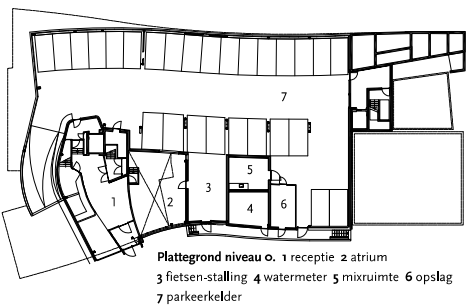 7
5
3
1
2
4
6
Plattegrond niveau 0. 1 receptie 2 atrium
3 fietsen-stalling 4 watermeter 5 mixruimte 6 opslag
7 parkeerkelder